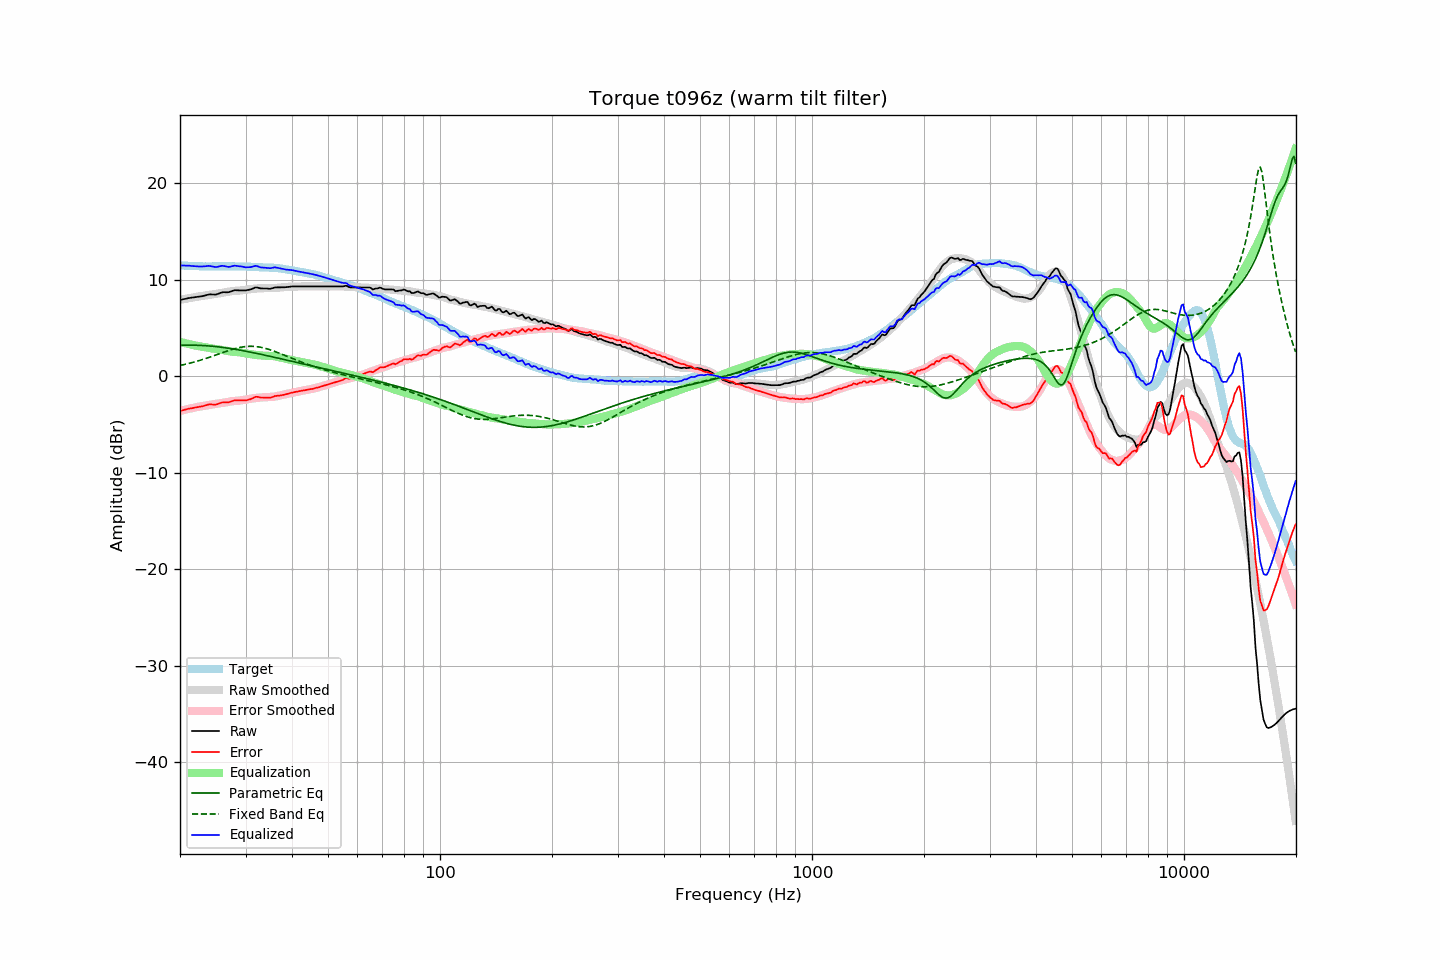 Torque t096z (warm tilt filter)
Amplitude (dBr)
20
10
0
−10
−20
−30
−40
Target
Raw Smoothed
Error Smoothed
Raw
Error
Equalization
Parametric Eq
Fixed Band Eq
Equalized
100
1000
10000
Frequency (Hz)